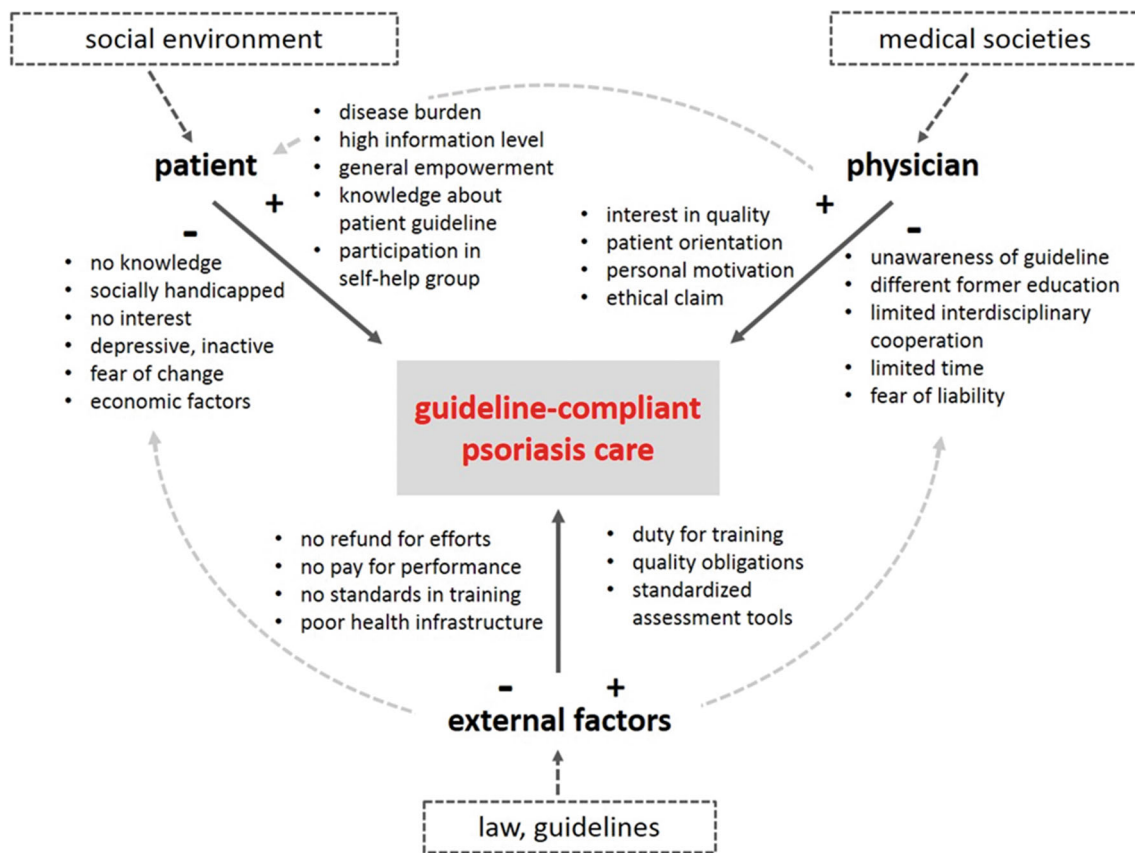 social environment
medical societies
patient
+
-
• disease burden
• high information level
• general empowerment
• knowledge about
patient guideline
• participation in
self-help group
• no knowledge
• socially handicapped
• no interest
• depressive, inactive
• fear of change
• economic factors
physician
+
-
• interest in quality
• patient orientation
• personal motivation
• ethical claim
• unawareness of guideline
• different former education
• limited interdisciplinary
cooperation
• limited time
• fear of liability
guideline-compliant
psoriasis care
• no refund for efforts
• no pay for performance
• no standards in training
• poor health infrastructure
• duty for training
• quality obligations
• standardized
assessment tools
-
+
external factors
law, guidelines